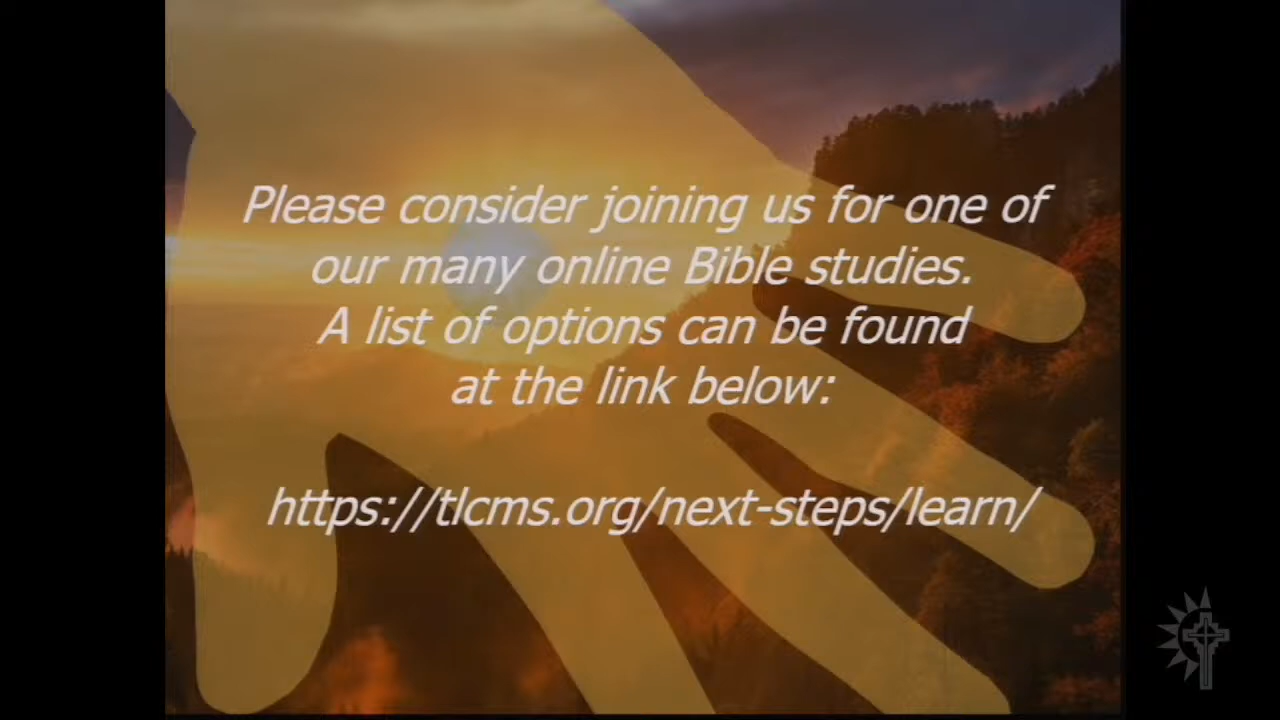 Please consider joining us for one of
our many online Bible studies.
A list of options can be found
at the link below:
https://tlcms.org/next-steps/learn/